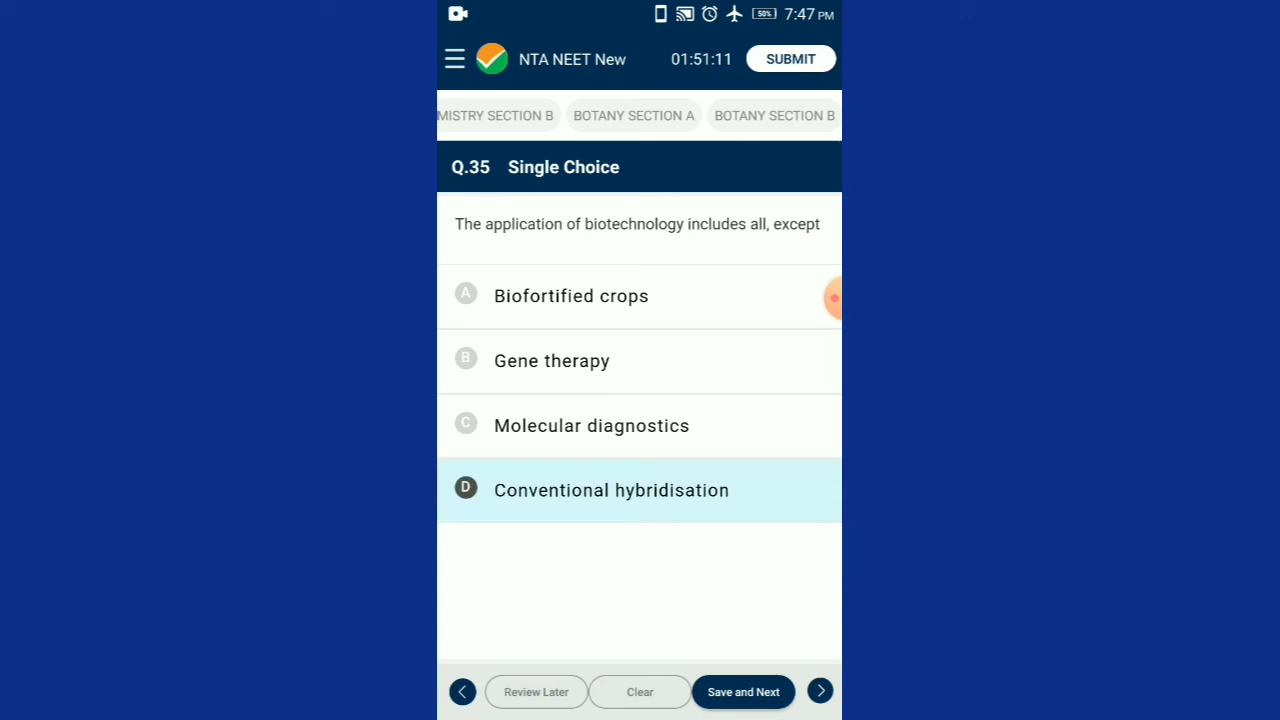 50% 7:47 PM
NTA NEET New 01:51:11 SUBMIT
MISTRY SECTION B BOTANY SECTION A BOTANY SECTION B
Q.35 Single Choice
The application of biotechnology includes all, except
A Biofortified crops
B Gene therapy
C Molecular diagnostics
D Conventional hybridisation
Review Later Clear Save and Next